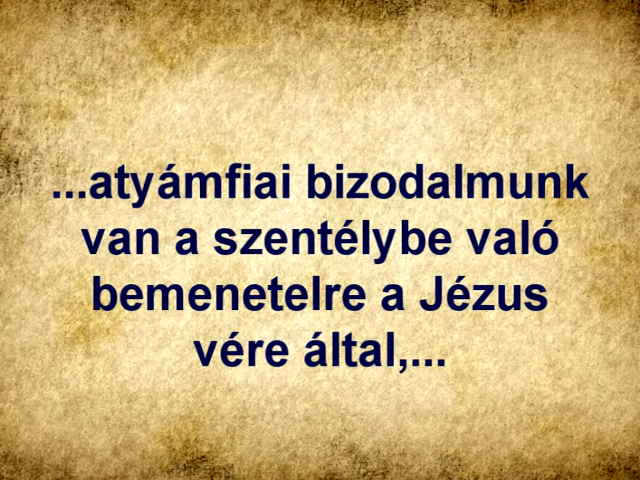 ...atyámfiai bizodalmunk
van a szentélybe való
bemenetelre a Jézus
vére által,...